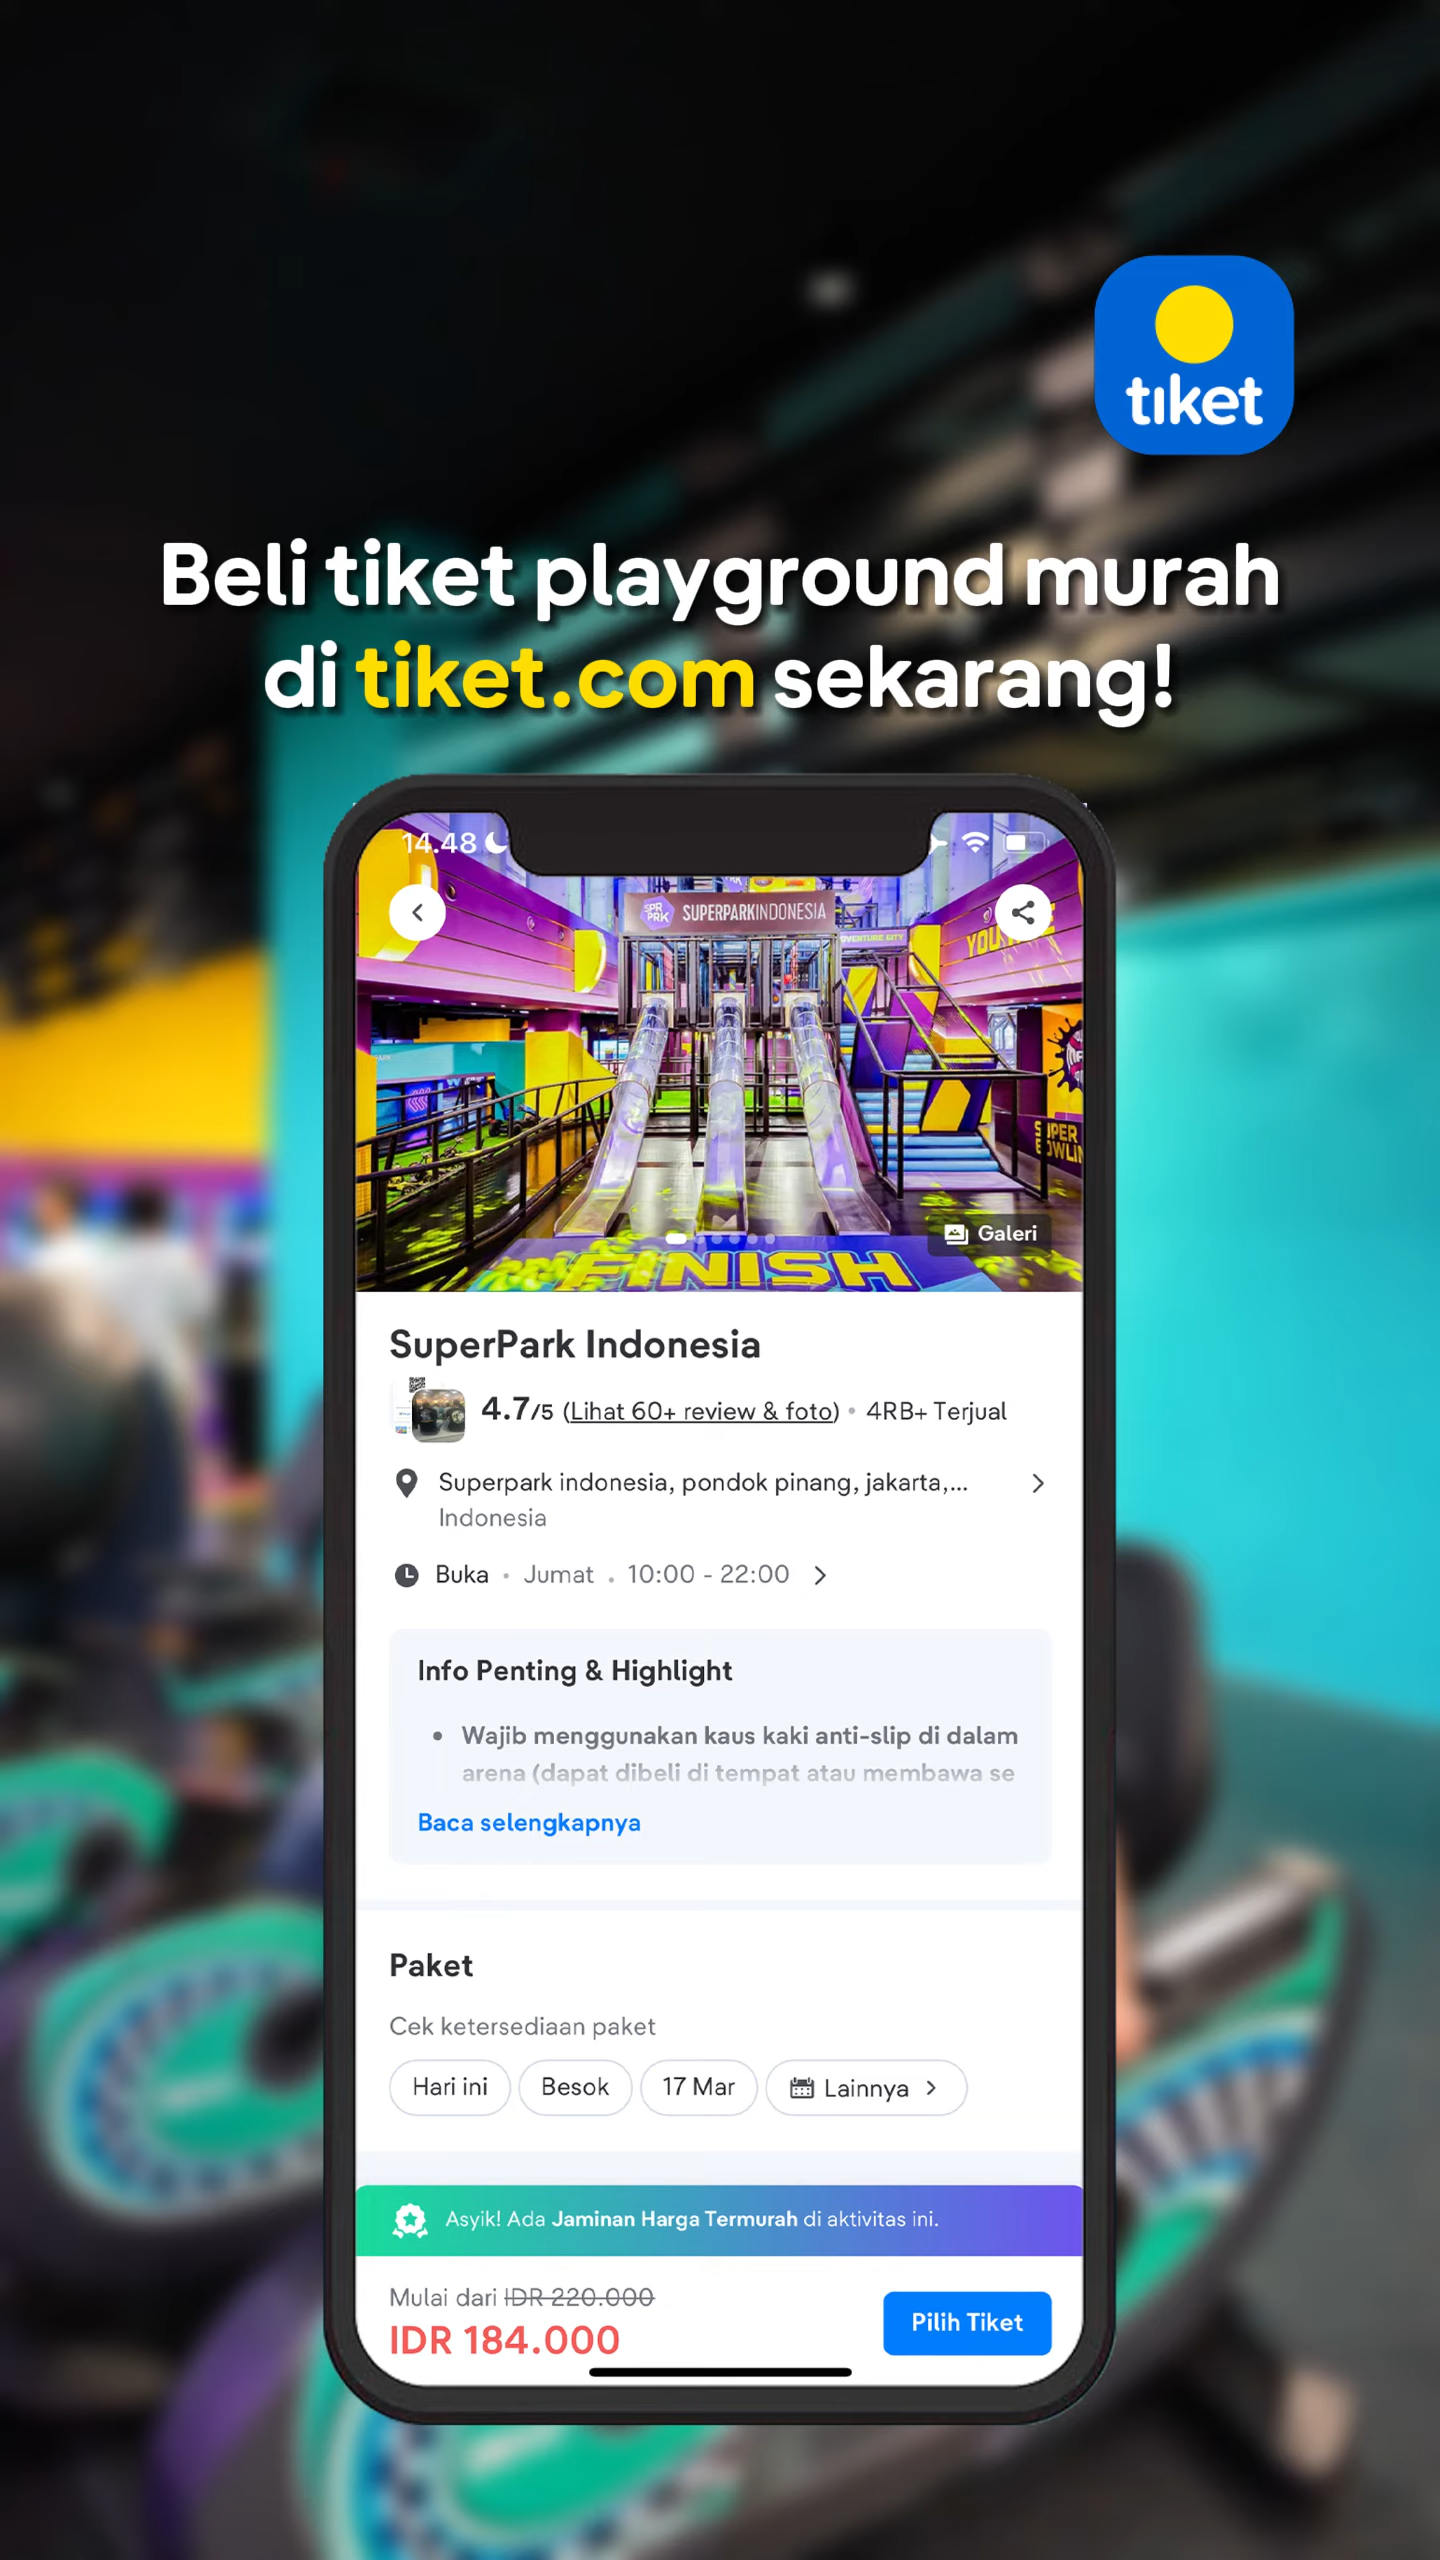 tiket
Beli tiket playground murah
di tiket.com sekarang!
14.48
SPR
PRK
SUPERPARKINDONESIA
SuperPark Indonesia
FINISH
Galeri
4.7/5 (Lihat 60+ review & foto) • 4RB+ Terjual
Superpark indonesia, pondok pinang, jakarta,...
Indonesia
Buka • Jumat . 10:00 - 22:00
Info Penting & Highlight
• Wajib menggunakan kaus kaki anti-slip di dalam
arena (dapat dibeli di tempat atau membawa se
Baca selengkapnya
Paket
Cek ketersediaan paket
Hari ini
Besok
17 Mar
Lainnya
Asyik! Ada Jaminan Harga Termurah di aktivitas ini.
Mulai dari IDR 220.000
IDR 184.000
Pilih Tiket